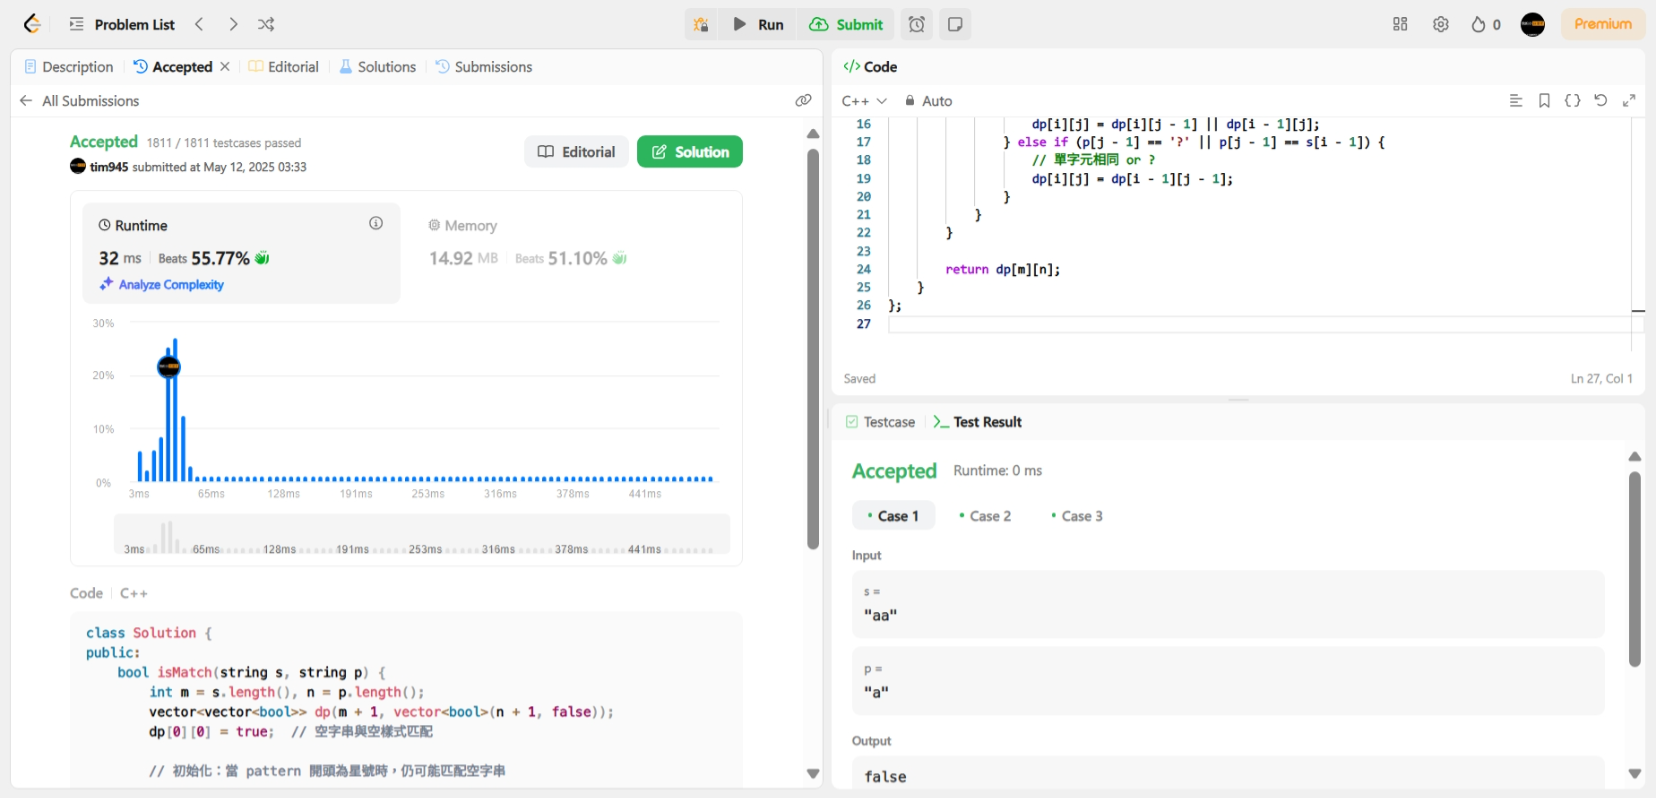 Problem List
Run
Submit
0
Premium
Description
Accepted
Editorial
Solutions
Submissions
All Submissions
Accepted 1811 / 1811 testcases passed
tim945 submitted at May 12, 2025 03:33
Editorial
Solution
Runtime
32 ms Beats 55.77%
Analyze Complexity
Memory
14.92 MB Beats 51.10%
30%
20%
10%
0%
3ms 65ms 128ms 191ms 253ms 316ms 378ms 441ms
3ms 65ms 128ms 191ms 253ms 316ms 378ms 441ms
Code C++
class Solution {
public:
    bool isMatch(string s, string p) {
        int m = s.length(), n = p.length();
        vector<vector<bool>> dp(m + 1, vector<bool>(n + 1, false));
        dp[0][0] = true;  // 空字串與空樣式匹配
        // 初始化：當 pattern 開頭為星號時，仍可能匹配空字串
</> Code
C++ Auto
16 dp[i][j] = dp[i][j - 1] || dp[i - 1][j];
17 } else if (p[j - 1] == '?' || p[j - 1] == s[i - 1]) {
18 // 單字元相同 or ?
19 dp[i][j] = dp[i - 1][j - 1];
20 }
21 }
22 }
23
24 return dp[m][n];
25 }
26 };
27
Saved
Ln 27, Col 1
Testcase
Test Result
Accepted Runtime: 0 ms
Case 1
Case 2
Case 3
Input
s =
"aa"
p =
"a"
Output
false